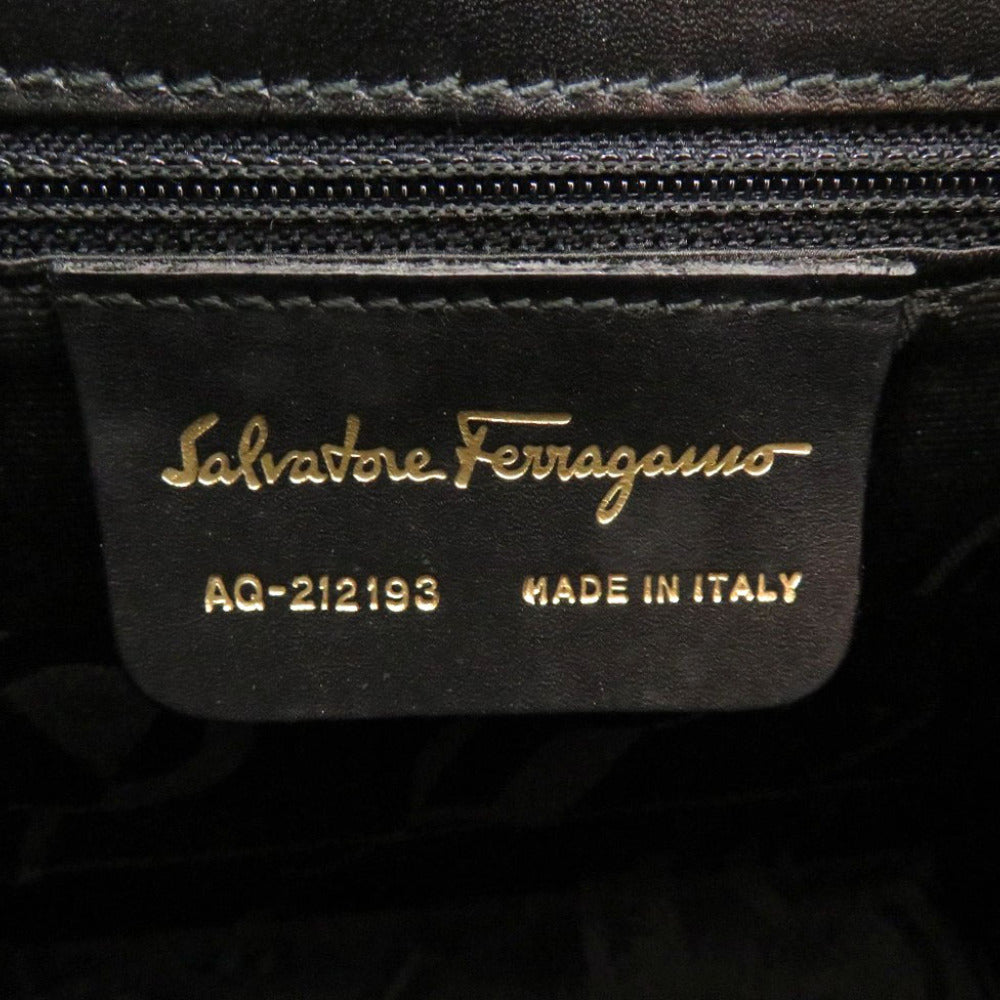 Salvatore Ferragamo
AQ-212193 MADE IN ITALY